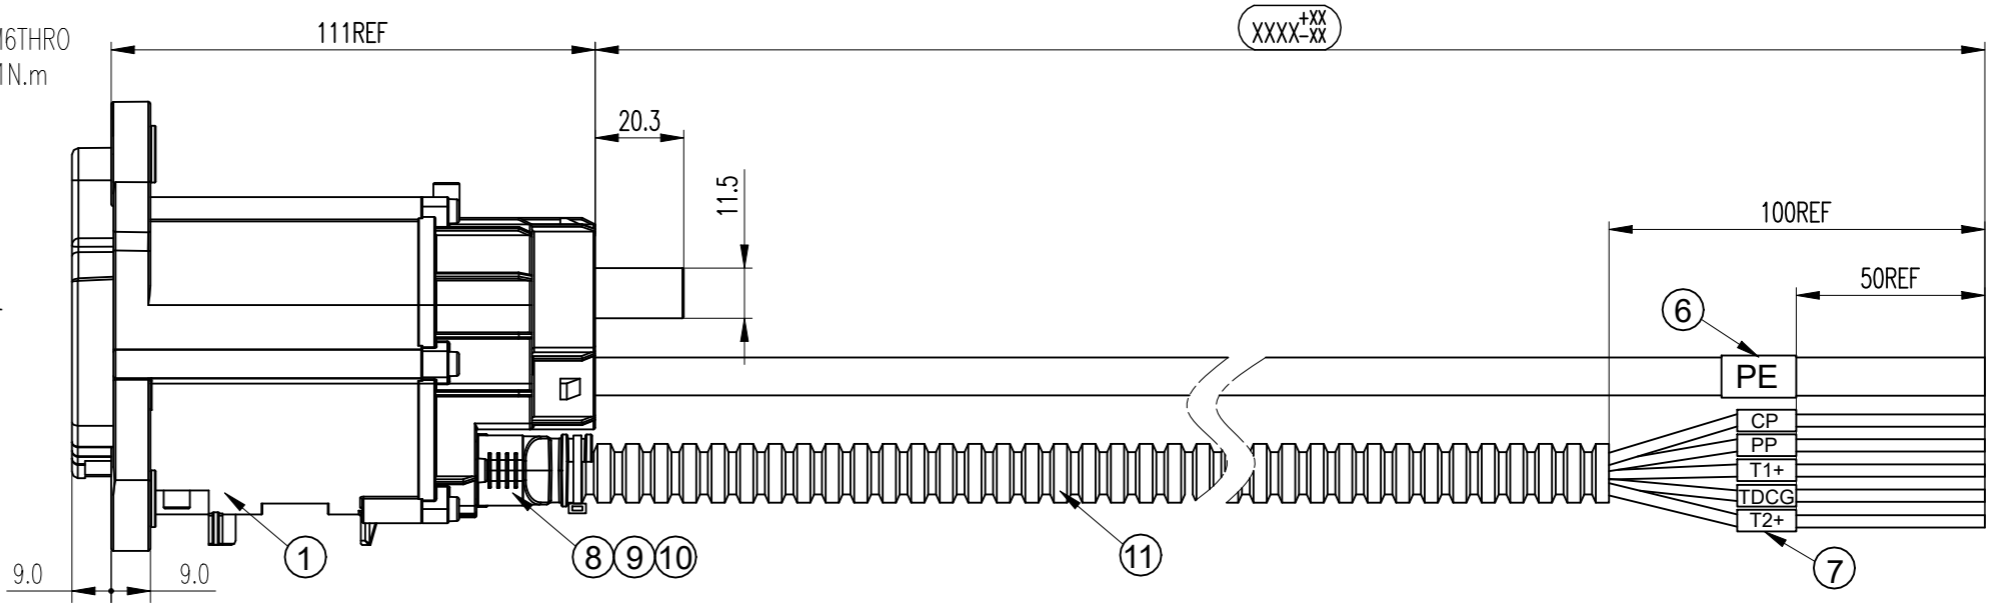 M6THRO
1N.m
111REF
XXXX+XX-XX
20.3
11.5
100REF
50REF
6
PE
CP
PP
T1+
TDCG
T2+
1
8 9 10
11
7
9.0
9.0